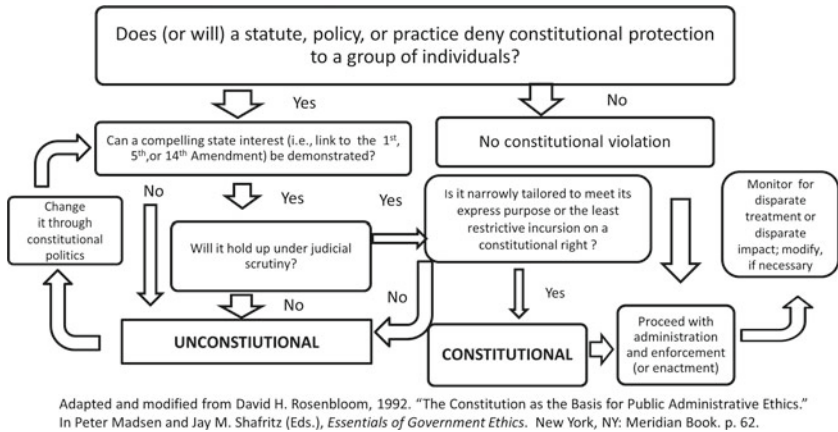 Does (or will) a statute, policy, or practice deny constitutional protection
to a group of individuals?
Yes
No
Can a compelling state interest (i.e., link to the 1st,
5th,or 14th Amendment) be demonstrated?
No constitutional violation
No
Yes
Yes
Change
it through
constitutional
politics
Will it hold up under judicial
scrutiny?
Is it narrowly tailored to meet its
express purpose or the least
restrictive incursion on a
constitutional right ?
Monitor for
disparate
treatment or
disparate
impact; modify,
if necessary
No
No
Yes
UNCONSTIUTIONAL
CONSTITUTIONAL
Proceed with
administration
and enforcement
(or enactment)
Adapted and modified from David H. Rosenbloom, 1992. “The Constitution as the Basis for Public Administrative Ethics.”
In Peter Madsen and Jay M. Shafritz (Eds.), Essentials of Government Ethics. New York, NY: Meridian Book. p. 62.